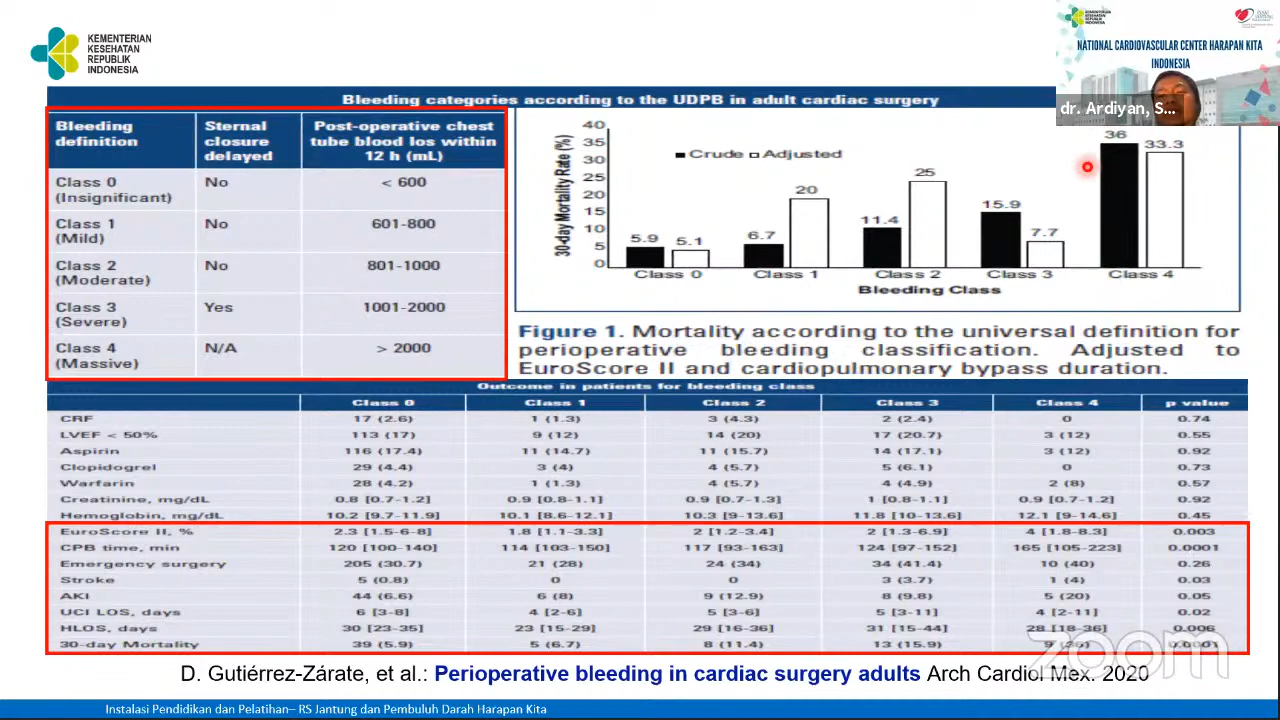 KEMENTERIAN
KESEHATAN
REPUBLIK
INDONESIA
KEMENTERIAN
KESEHATAN
REPUBLIK
INDONESIA
NATIONAL CARDIOVASCULAR CENTER HARAPAN KITA
INDONESIA
dr. Ardiyan, S...
Bleeding categories according to the UDPB in adult cardiac surgery
Bleeding definition Sternal closure delayed Post-operative chest tube blood los within 12 h (mL)
Class 0 (Insignificant) No < 600
Class 1 (Mild) No 601-800
Class 2 (Moderate) No 801-1000
Class 3 (Severe) Yes 1001-2000
Class 4 (Massive) N/A > 2000
30-day Mortality Rate (%)
40
35
30
25
20
15
10
5
0
Crude Adjusted
5.9 5.1 6.7 20 11.4 25 15.9 7.7 36 33.3
Class 0 Class 1 Class 2 Class 3 Class 4
Bleeding Class
Figure 1. Mortality according to the universal definition for
perioperative bleeding classification. Adjusted to
EuroScore II and cardiopulmonary bypass duration.
Outcome in patients for bleeding class
Class 0 Class 1 Class 2 Class 3 Class 4 p value
CRF 17 (2.6) 1 (1.3) 3 (4.3) 2 (2.4) 0 0.74
LVEF < 50% 113 (17) 9 (12) 14 (20) 17 (20.7) 3 (12) 0.55
Aspirin 116 (17.4) 11 (14.7) 11 (15.7) 14 (17.1) 3 (12) 0.92
Clopidogrel 29 (4.4) 3 (4) 4 (5.7) 5 (6.1) 0 0.73
Warfarin 28 (4.2) 1 (1.3) 4 (5.7) 4 (4.9) 2 (8) 0.57
Creatinine, mg/dL 0.8 [0.7-1.2] 0.9 [0.8-1.1] 0.9 [0.7-1.3] 1 [0.8-1.1] 0.9 [0.7-1.2] 0.92
Hemoglobin, mg/dL 10.2 [9.7-11.9] 10.1 [8.6-12.1] 10.3 [9-13.6] 11.8 [10-13.6] 12.1 [9-14.6] 0.45
EuroScore II, % 2.3 [1.5-6-8] 1.8 [1.1-3.3] 2 [1.2-3.4] 2 [1.3-6.9] 4 [1.8-8.3] 0.003
CPB time, min 120 [100-140] 114 [103-150] 117 [93-163] 124 [97-152] 165 [105-223] 0.0001
Emergency surgery 205 (30.7) 21 (28) 24 (34) 34 (41.4) 10 (40) 0.26
Stroke 5 (0.8) 0 0 3 (3.7) 1 (4) 0.03
AKI 44 (6.6) 6 (8) 9 (12.9) 8 (9.8) 5 (20) 0.05
UCI LOS, days 6 [3-8] 4 [2-6] 5 [3-6] 5 [3-11] 4 [2-11] 0.02
HLOS, days 30 [23-35] 23 [15-29] 29 [16-36] 31 [15-44] 28 [18-36] 0.006
30-day Mortality 39 (5.9) 5 (6.7) 8 (11.4) 13 (15.9) 9 (36) 0.0001
zoom
D. Gutiérrez-Zárate, et al.: Perioperative bleeding in cardiac surgery adults Arch Cardiol Mex. 2020
Instalasi Pendidikan dan Pelatihan– RS Jantung dan Pembuluh Darah Harapan Kita